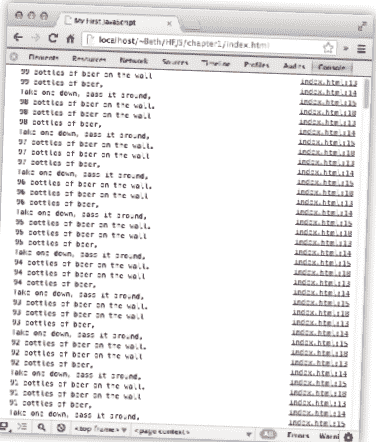 My First JavaScript
localhost/~Beth/HFJS/chapter1/index.html
Elements Resources Network Sources Timeline Profiles Audits Console
99 bottles of beer on the wall index.html:13
99 bottles of beer, index.html:14
Take one down, pass it around, index.html:15
98 bottles of beer on the wall. index.html:18
98 bottles of beer on the wall index.html:13
98 bottles of beer, index.html:14
Take one down, pass it around, index.html:15
97 bottles of beer on the wall. index.html:18
97 bottles of beer on the wall index.html:13
97 bottles of beer, index.html:14
Take one down, pass it around, index.html:15
96 bottles of beer on the wall. index.html:18
96 bottles of beer on the wall index.html:13
96 bottles of beer, index.html:14
Take one down, pass it around, index.html:15
95 bottles of beer on the wall. index.html:18
95 bottles of beer on the wall index.html:13
95 bottles of beer, index.html:14
Take one down, pass it around, index.html:15
94 bottles of beer on the wall. index.html:18
94 bottles of beer on the wall index.html:13
94 bottles of beer, index.html:14
Take one down, pass it around, index.html:15
93 bottles of beer on the wall. index.html:18
93 bottles of beer on the wall index.html:13
93 bottles of beer, index.html:14
Take one down, pass it around, index.html:15
92 bottles of beer on the wall. index.html:18
92 bottles of beer on the wall index.html:13
92 bottles of beer, index.html:14
Take one down, pass it around, index.html:15
91 bottles of beer on the wall. index.html:18
91 bottles of beer on the wall index.html:13
91 bottles of beer, index.html:14
Take one down, pass it around, index.html:15
<top frame> <page context> All Errors Warni